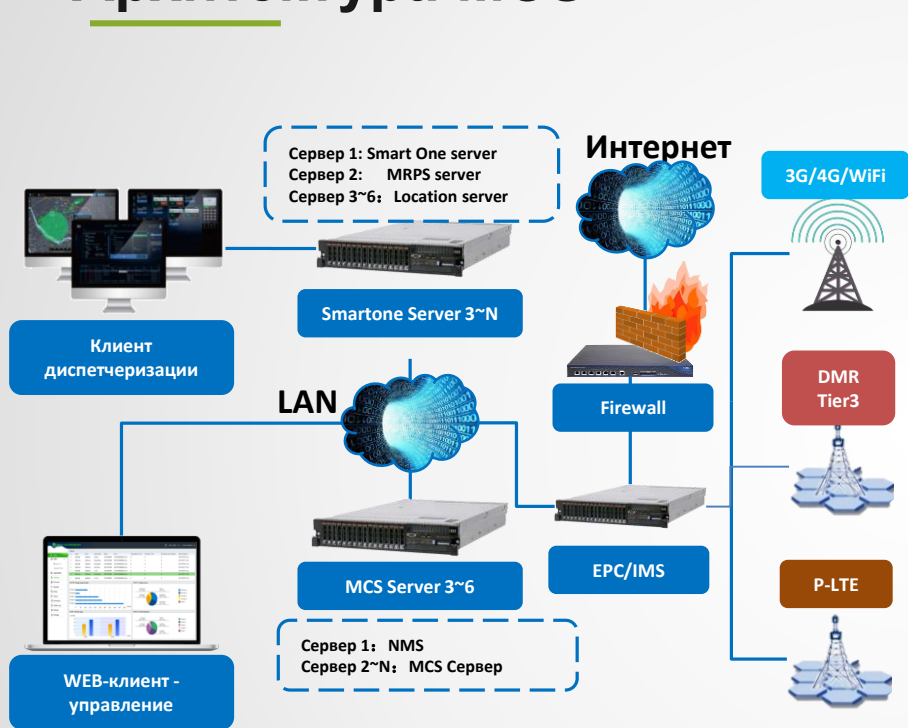 Сервер 1: Smart One server
Сервер 2: MRPS server
Сервер 3~6: Location server
Интернет
3G/4G/WiFi
Smartone Server 3~N
Клиент
диспетчеризации
DMR
Tier3
LAN
Firewall
MCS Server 3~6
EPC/IMS
P-LTE
Сервер 1: NMS
Сервер 2~N: MCS Сервер
WEB-клиент -
управление